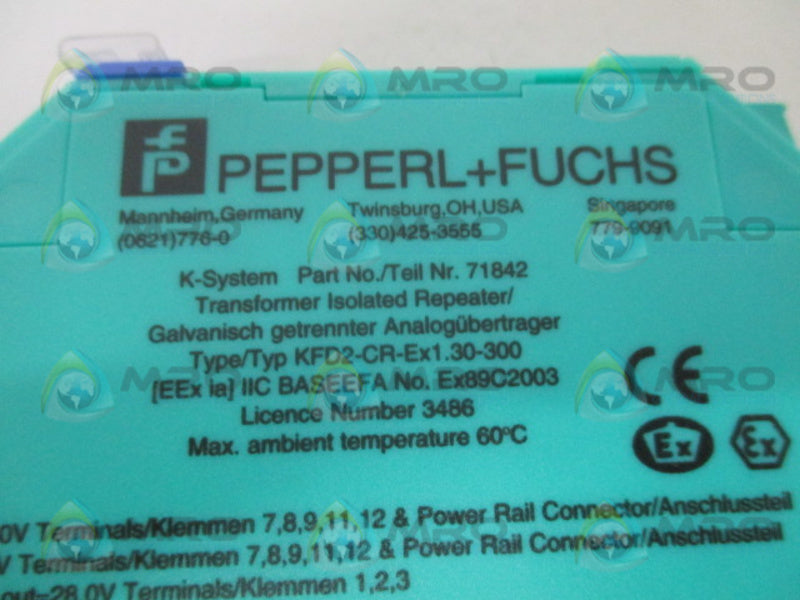 PEPPERL+FUCHS
Mannheim,Germany Twinsburg,OH,USA Singapore
(0621)776-0 (330)425-3555 779-9091
K-System Part No./Teil Nr. 71842
Transformer Isolated Repeater/
Galvanisch getrennter Analogübertrager
Type/Typ KFD2-CR-Ex1.30-300
[EEx ia] IIC BASEEFA No. Ex89C2003
Licence Number 3486
Max. ambient temperature 60°C
CE
Ex Ex
0V Terminals/Klemmen 7,8,9,11,12 & Power Rail Connector/Anschlussteil
V Terminals/Klemmen 7,8,9,11,12 & Power Rail Connector/Anschlussteil
out=28.0V Terminals/Klemmen 1,2,3
MRO